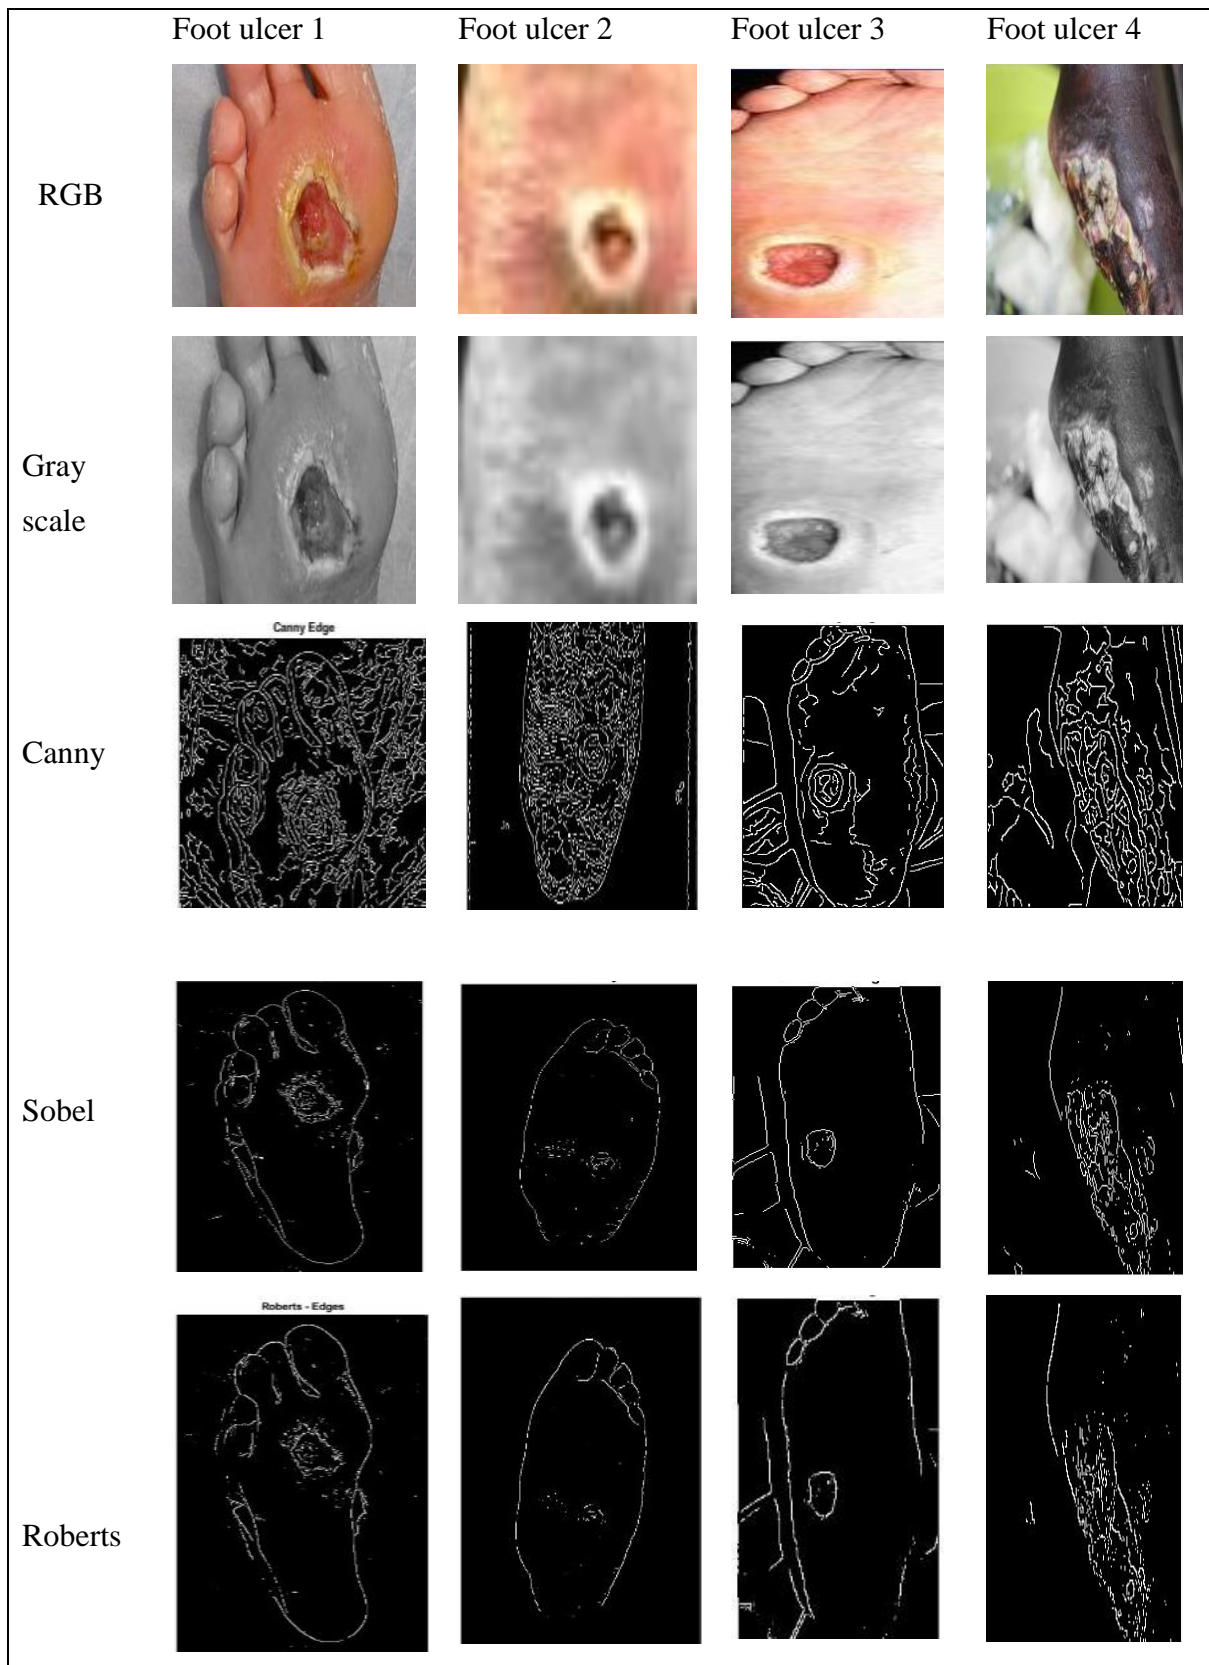 Foot ulcer 1 Foot ulcer 2 Foot ulcer 3 Foot ulcer 4
RGB
Gray
scale
Canny Edge
Canny
Sobel
Roberts - Edges
Roberts